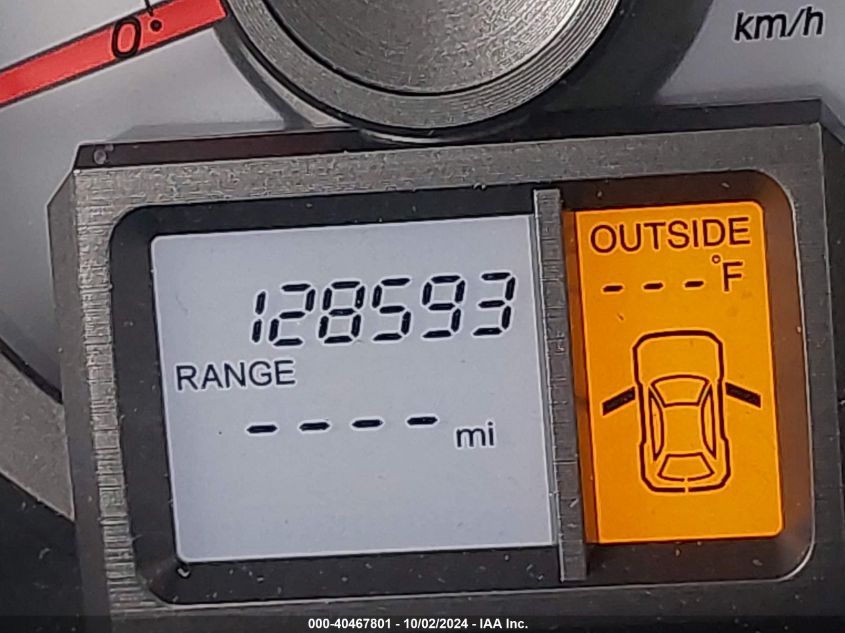 0
km/h
OUTSIDE
---°F
128593
RANGE
---- mi
000-40467801 - 10/02/2024 - IAA Inc.